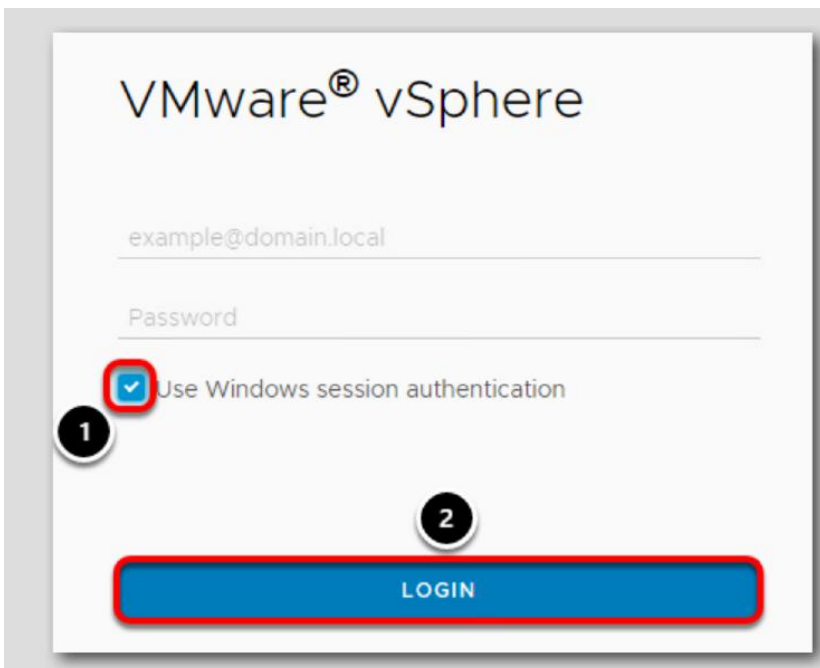 VMware® vSphere
example@domain.local
Password
Use Windows session authentication
1
2
LOGIN